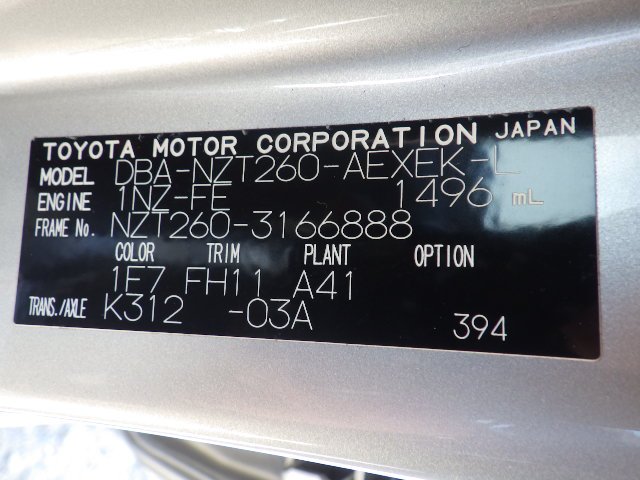 TOYOTA MOTOR CORPORATION JAPAN
MODEL DBA-NZT260-AEXEK-L
ENGINE 1NZ-FE 1496 mL
FRAME No. NZT260-3166888
COLOR TRIM PLANT OPTION
1E7 FH11 A41
TRANS./AXLE K312 -03A
394